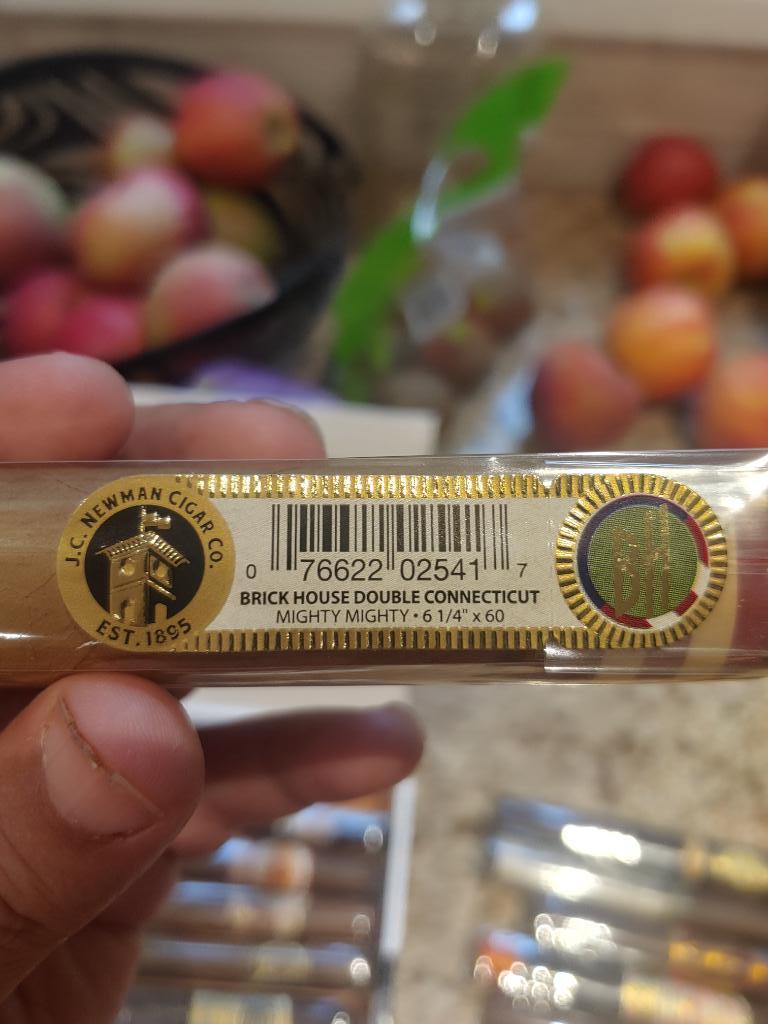 J.C. NEWMAN CIGAR CO.
EST. 1895
0 76622 02541 7
BRICK HOUSE DOUBLE CONNECTICUT
MIGHTY MIGHTY • 6 1/4" x 60
BH